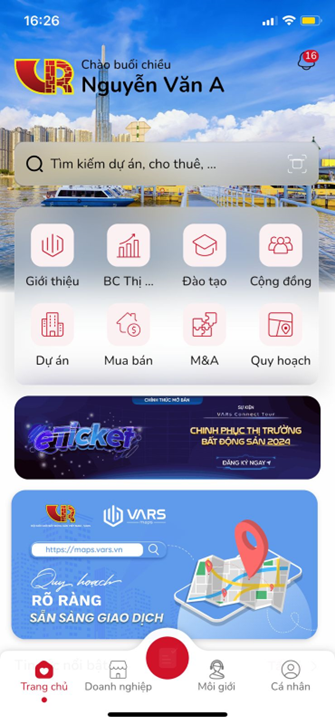 16:26
Chào buổi chiều
Nguyễn Văn A
16
Tìm kiếm dự án, cho thuê, ...
Giới thiệu
BC Thị ...
Đào tạo
Cộng đồng
Dự án
Mua bán
M&A
Quy hoạch
CHÍNH THỨC MỞ BÁN
eTicket
SỰ KIỆN
VARs Connect Tour
CHINH PHỤC THỊ TRƯỜNG
BẤT ĐỘNG SẢN 2024
ĐĂNG KÝ NGAY
VARS
maps
https://maps.vars.vn
Quy hoạch
RÕ RÀNG
SẴN SÀNG GIAO DỊCH
Trang chủ
Doanh nghiệp
Môi giới
Cá nhân